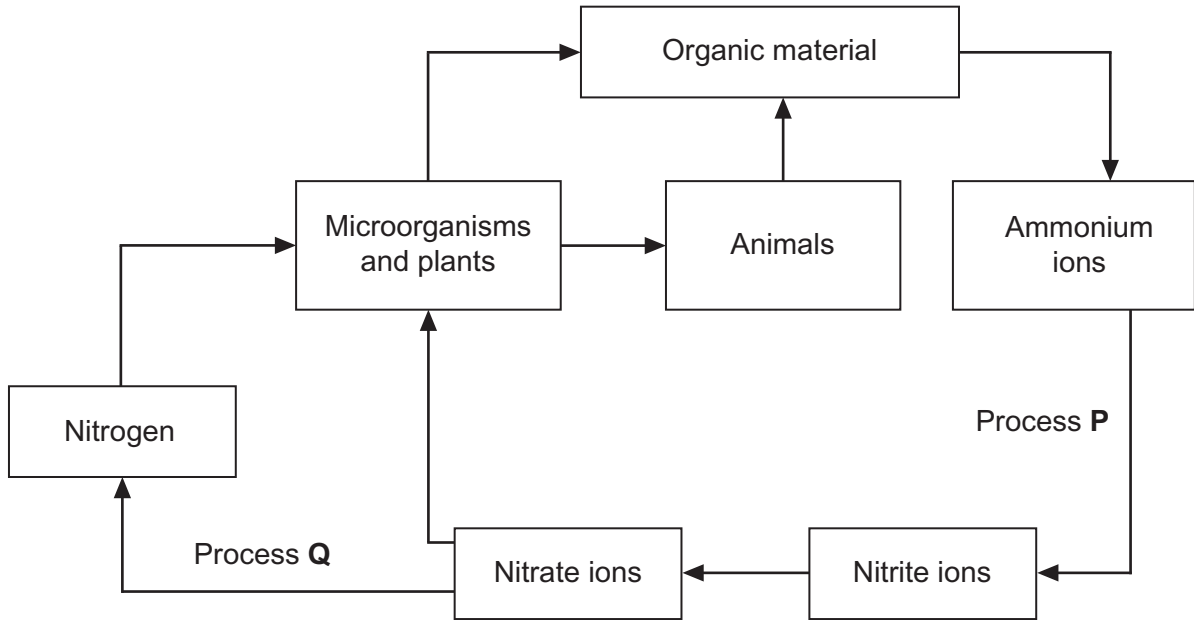 Organic material
Microorganisms
and plants
Animals
Ammonium
ions
Nitrogen
Process P
Process Q
Nitrate ions
Nitrite ions